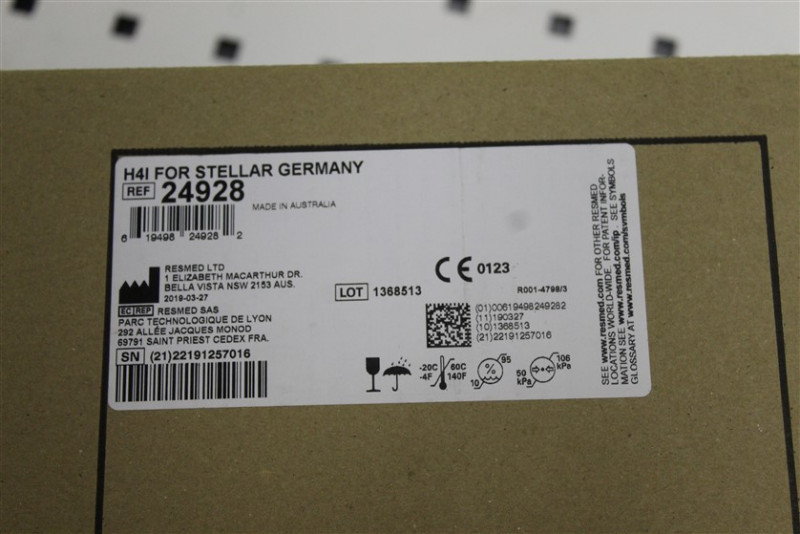 H4I FOR STELLAR GERMANY
REF 24928
MADE IN AUSTRALIA
6 19498 24928 2
RESMED LTD
1 ELIZABETH MACARTHUR DR.
BELLA VISTA NSW 2153 AUS.
2019-03-27
EC REP RESMED SAS
PARC TECHNOLOGIQUE DE LYON
292 ALLÉE JACQUES MONOD
69791 SAINT PRIEST CEDEX FRA.
SN (21)22191257016
CE 0123
LOT 1368513
R001-4798/3
(01)00619498249282
(11)190327
(10)1368513
(21)22191257016
-20C 60C
-4F 140F
10 % 95
50 kPa 106 kPa
SEE www.resmed.com FOR OTHER RESMED
LOCATIONS WORLD-WIDE. FOR PATENT INFOR-
MATION SEE www.resmed.com/ip SEE SYMBOLS
GLOSSARY AT www.resmed.com/symbols